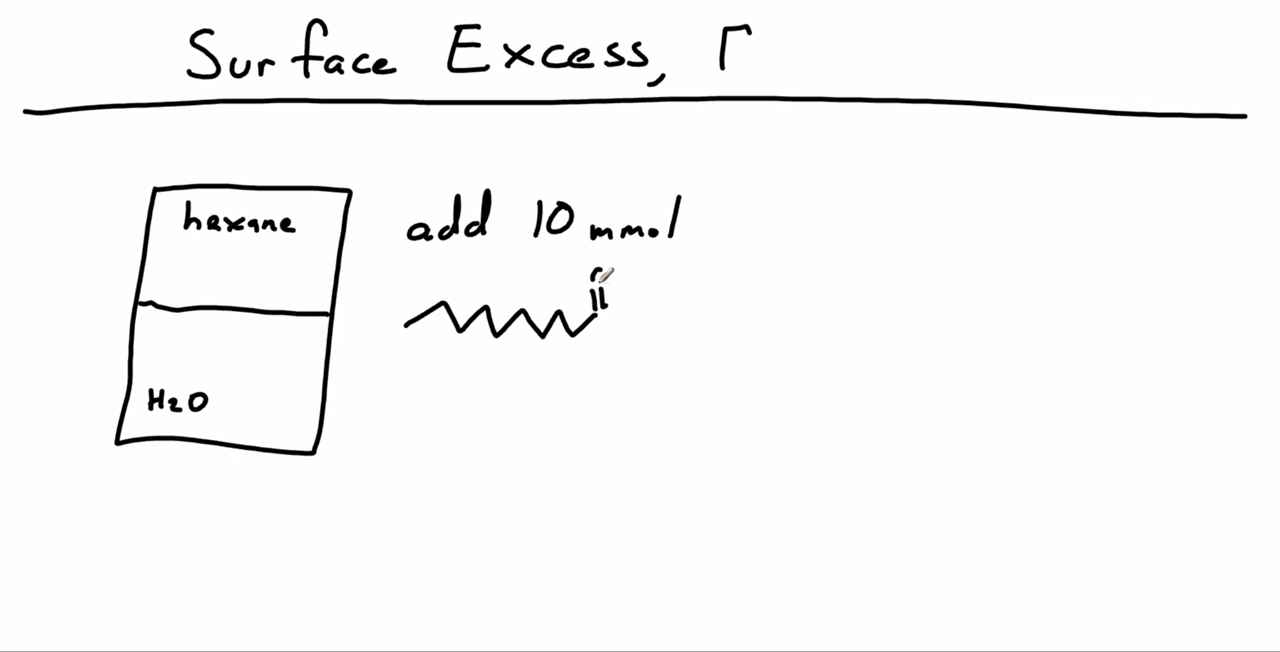 Surface Excess, Γ
hexane
add 10 mmol
H2O